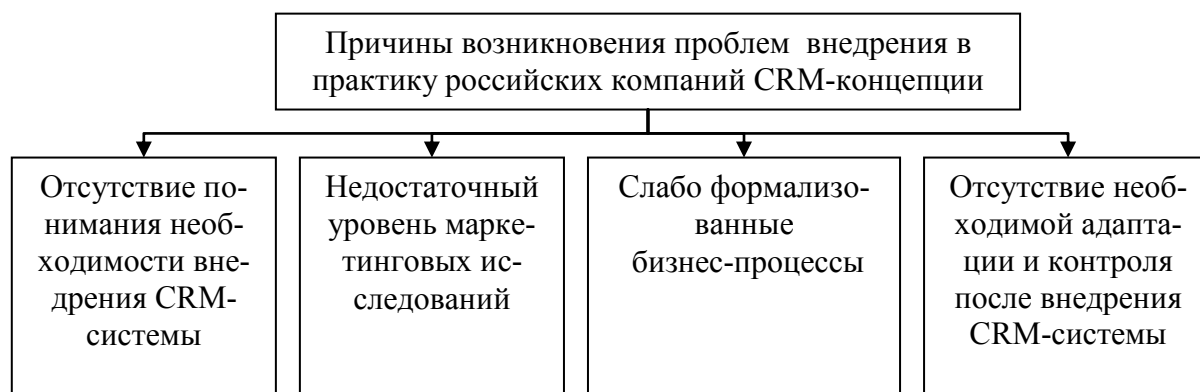 Причины возникновения проблем внедрения в
практику российских компаний CRM-концепции
Отсутствие по-
нимания необ-
ходимости вне-
дрения CRM-
системы
Недостаточный
уровень марке-
тинговых ис-
следований
Слабо формализо-
ванные
бизнес-процессы
Отсутствие необ-
ходимой адапта-
ции и контроля
после внедрения
CRM-системы